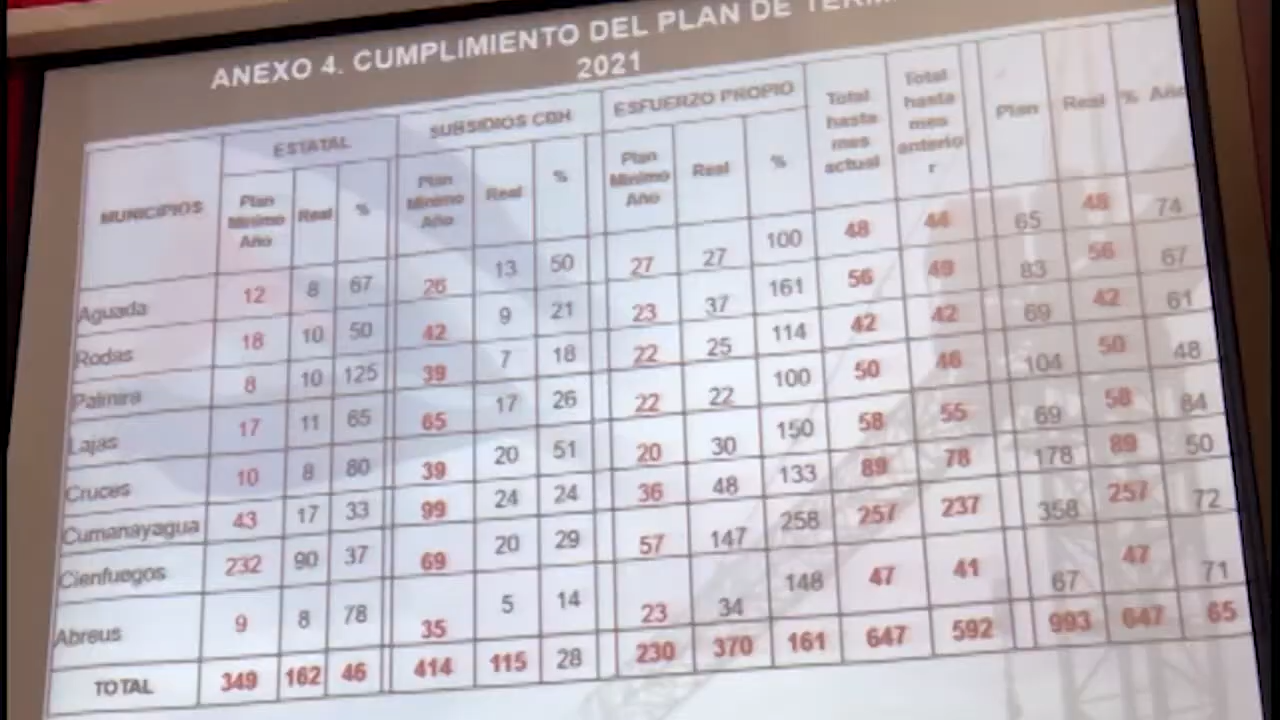 ANEXO 4. CUMPLIMIENTO DEL PLAN DE
2021
MUNICIPIOS ESTATAL SUBSIDIOS CDH ESFUERZO PROPIO Total hasta mes actual Total hasta mes anterior Plan Real % Año
Plan Minimo Año Real % Plan Minimo Año Real % Plan Minimo Año Real %
Aguada 12 8 67 26 13 50 27 27 100 48 44 65 48 74
Rodas 18 10 50 42 9 21 23 37 161 56 49 83 56 67
Palmira 8 10 125 39 7 18 22 25 114 42 42 69 42 61
Lajas 17 11 65 65 17 26 22 22 100 50 46 104 50 48
Cruces 10 8 80 39 20 51 20 30 150 58 55 69 58 84
Cumanayagua 43 17 33 99 24 24 36 48 133 89 78 178 89 50
Cienfuegos 232 90 37 69 20 29 57 147 258 257 237 358 257 72
Abreus 9 8 78 35 5 14 23 34 148 47 41 67 47 71
TOTAL 349 162 46 414 115 28 230 370 161 647 592 993 647 65